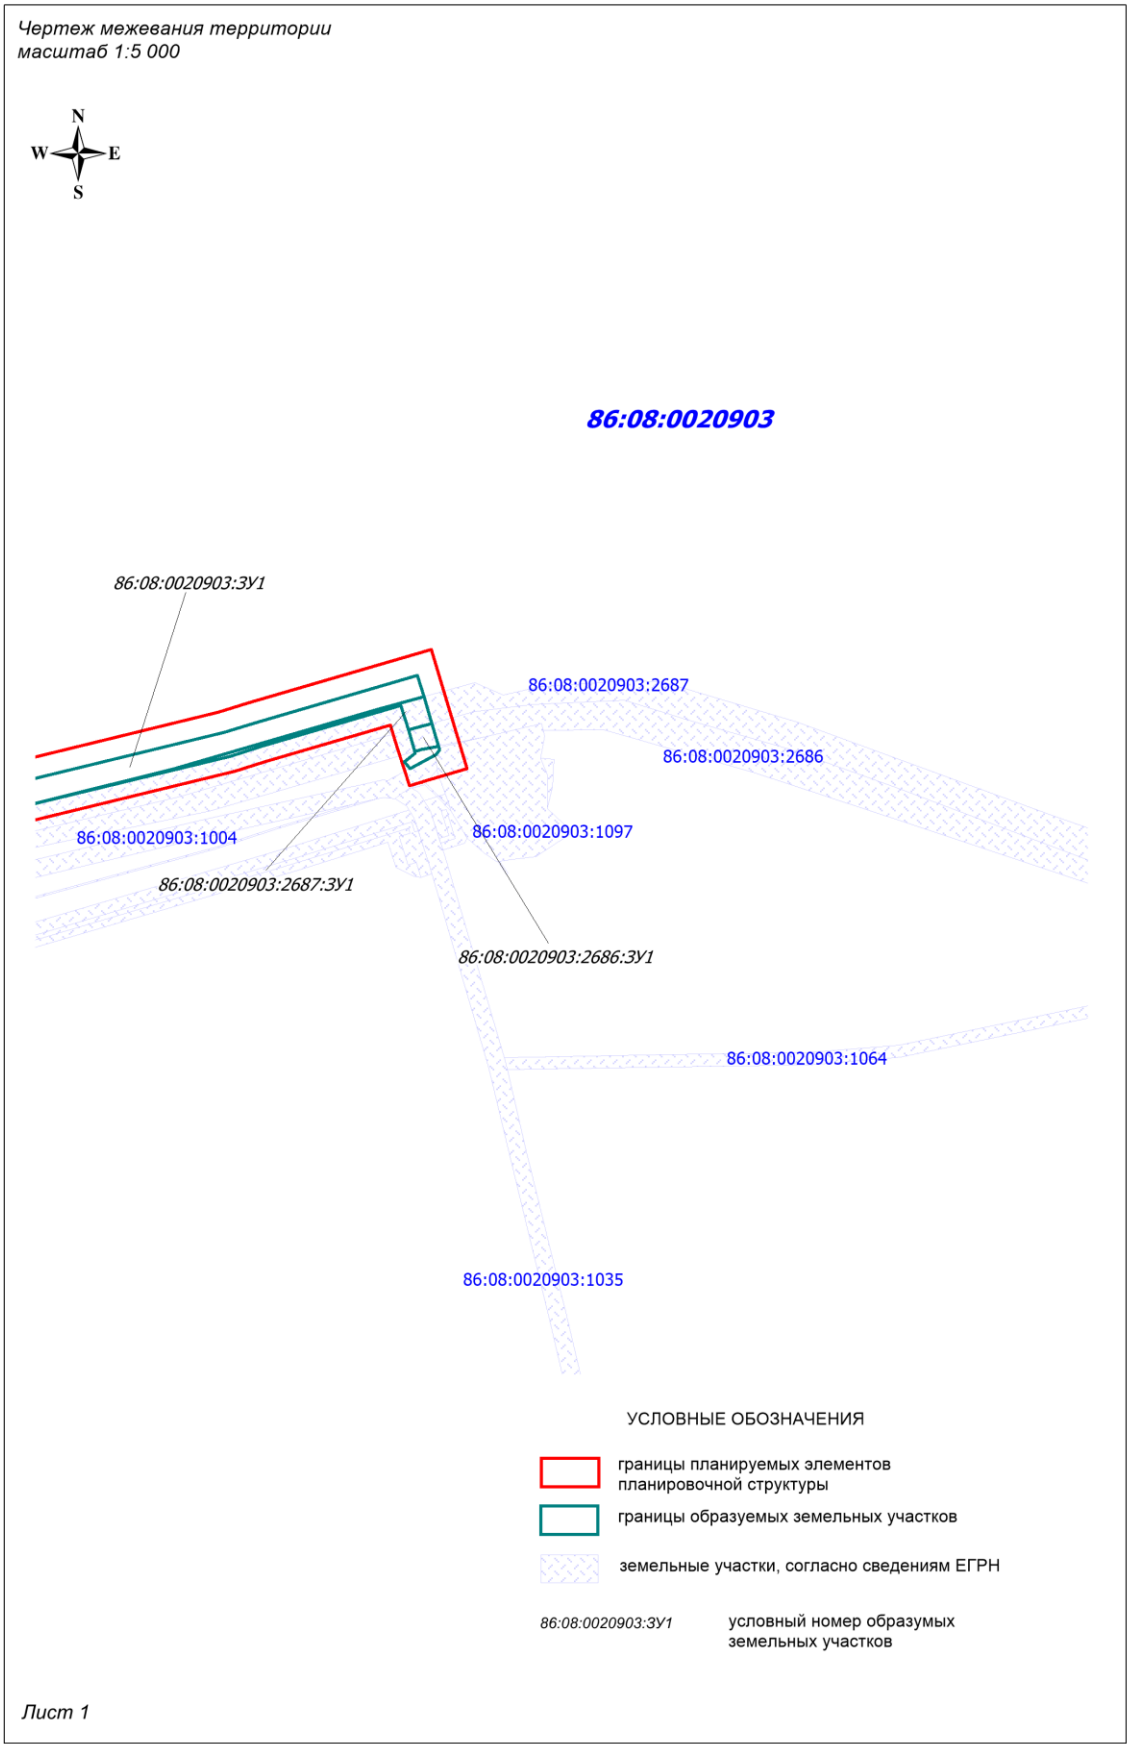 Чертеж межевания территории
масштаб 1:5 000
N
W E
S
86:08:0020903
86:08:0020903:ЗУ1
86:08:0020903:2687
86:08:0020903:2686
86:08:0020903:1004
86:08:0020903:1097
86:08:0020903:2687:ЗУ1
86:08:0020903:2686:ЗУ1
86:08:0020903:1064
86:08:0020903:1035
УСЛОВНЫЕ ОБОЗНАЧЕНИЯ
границы планируемых элементов
планировочной структуры
границы образуемых земельных участков
земельные участки, согласно сведениям ЕГРН
86:08:0020903:ЗУ1 условный номер образумых
земельных участков
Лист 1